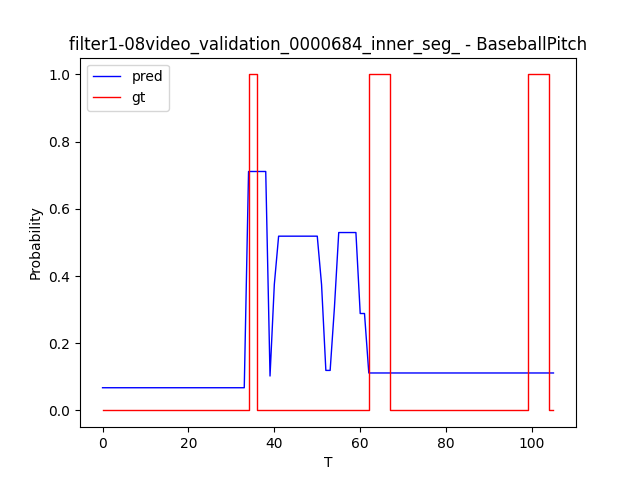 filter1-08video_validation_0000684_inner_seg_ - BaseballPitch
pred
gt
1.0
0.8
0.6
0.4
0.2
0.0
Probability
0
20
40
60
80
100
T